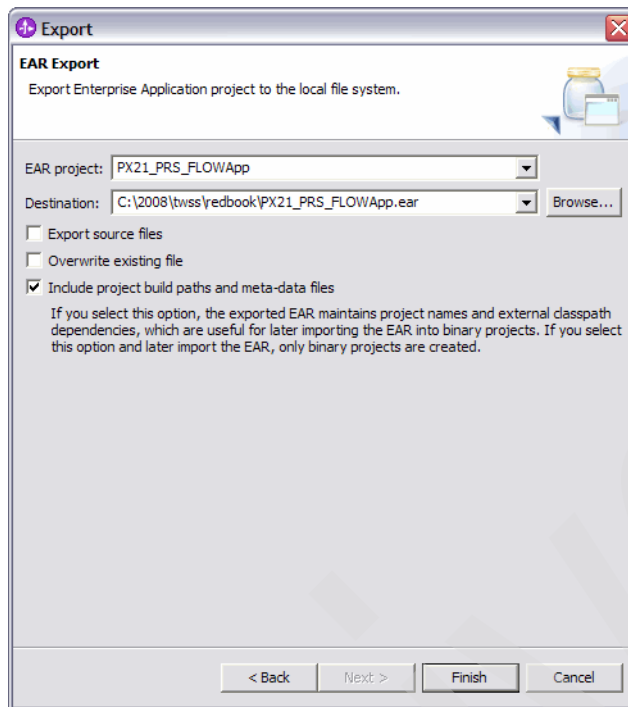 Export
EAR Export
Export Enterprise Application project to the local file system.
EAR project: PX21_PRS_FLOWApp
Destination: C:\2008\twss\redbook\PX21_PRS_FLOWApp.ear Browse...
Export source files
Overwrite existing file
Include project build paths and meta-data files
If you select this option, the exported EAR maintains project names and external classpath
dependencies, which are useful for later importing the EAR into binary projects. If you select
this option and later import the EAR, only binary projects are created.
< Back Next > Finish Cancel